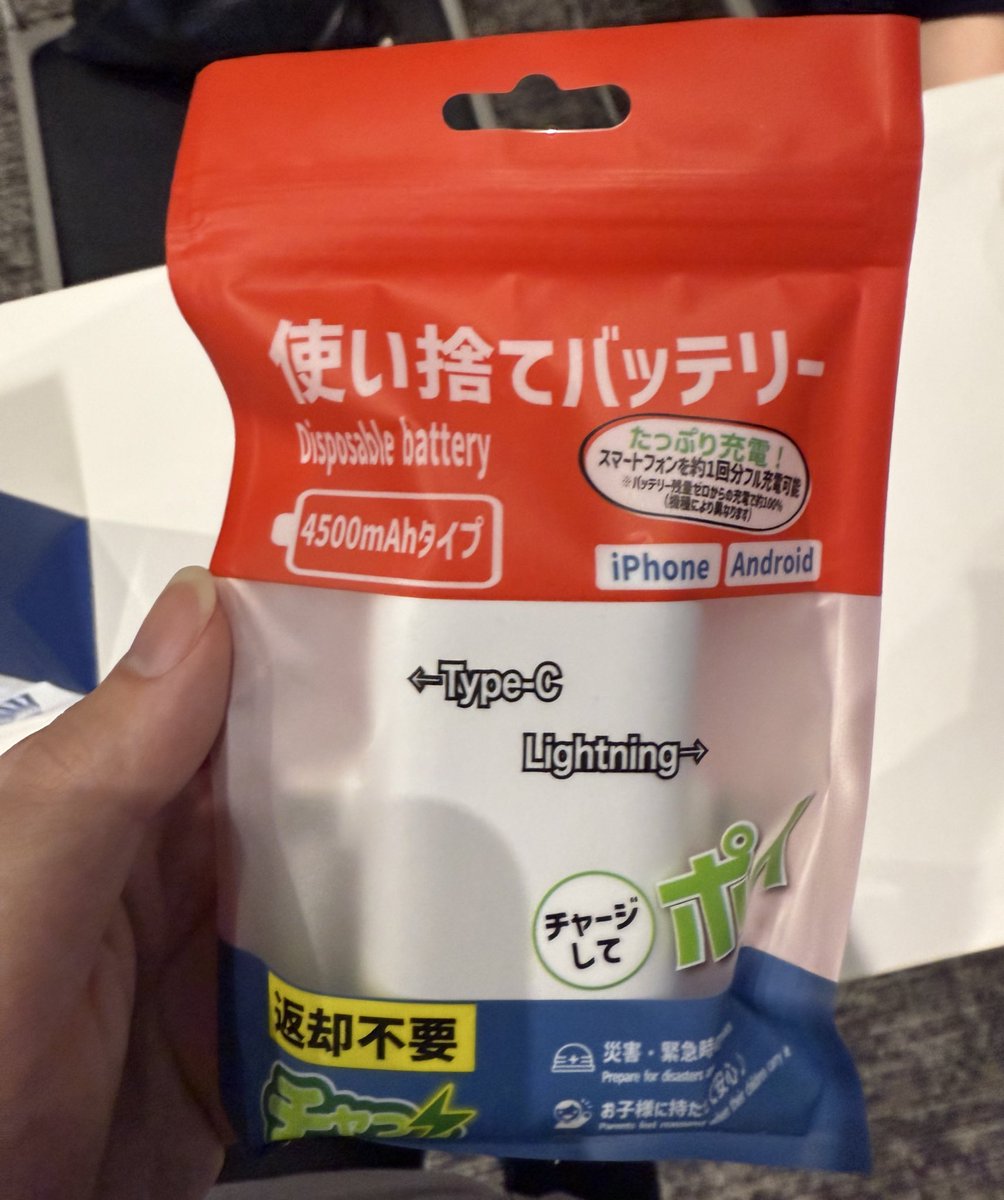 使い捨てバッテリー
Disposable battery
4500mAhタイプ
たっぷり充電！
スマートフォンを約1回分フル充電可能
※バッテリー残量ゼロからの充電で約100%
(機種により異なります)
iPhone Android
←Type-C
Lightning→
チャージ
して
ポイ
返却不要
災害・緊急時
Prepare for disasters
お子様に持た
Parents feel reassured
安心！